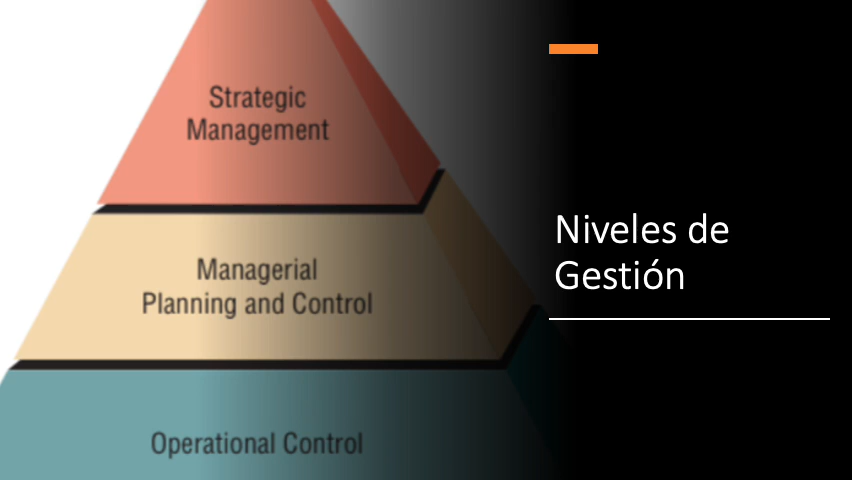 Strategic
Management
Managerial
Planning and Control
Operational Control
Niveles de
Gestión